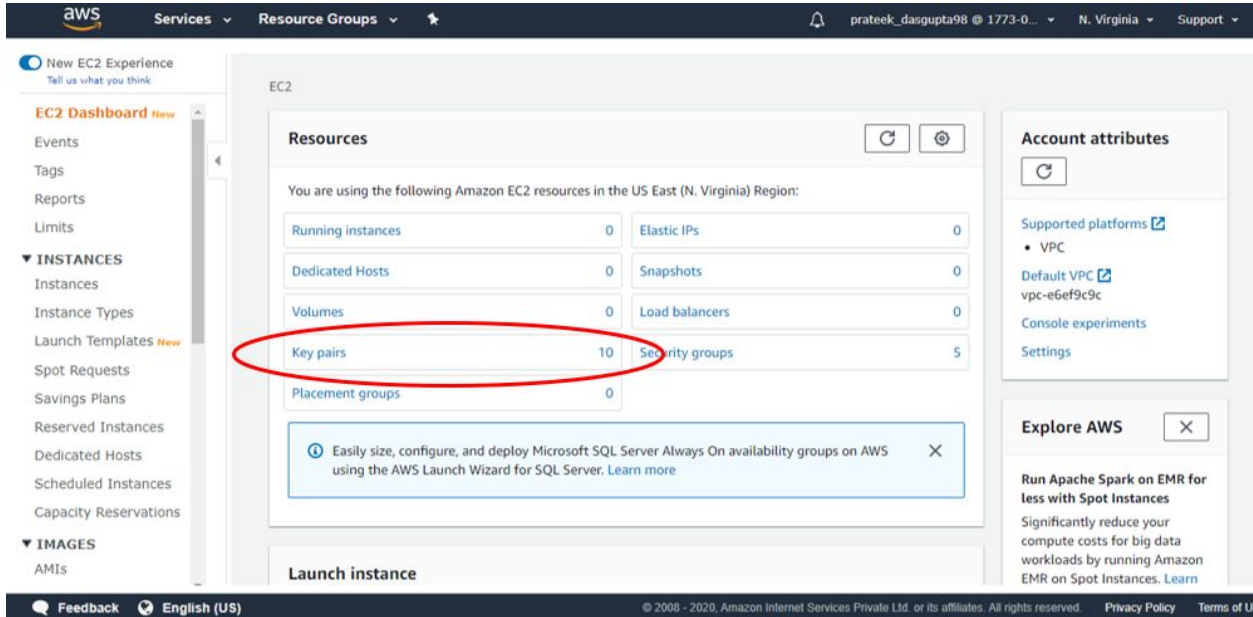 aws
Services
Resource Groups
prateek_dasgupta98 @ 1773-0...
N. Virginia
Support
New EC2 Experience
Tell us what you think
EC2 Dashboard New
Events
Tags
Reports
Limits
INSTANCES
Instances
Instance Types
Launch Templates New
Spot Requests
Savings Plans
Reserved Instances
Dedicated Hosts
Scheduled Instances
Capacity Reservations
IMAGES
AMIs
EC2
Resources
You are using the following Amazon EC2 resources in the US East (N. Virginia) Region:
Running instances 0
Elastic IPs 0
Dedicated Hosts 0
Snapshots 0
Volumes 0
Load balancers 0
Key pairs 10
Security groups 5
Placement groups 0
Easily size, configure, and deploy Microsoft SQL Server Always On availability groups on AWS
using the AWS Launch Wizard for SQL Server. Learn more
Launch instance
Account attributes
Supported platforms
• VPC
Default VPC
vpc-e6ef9c9c
Console experiments
Settings
Explore AWS
Run Apache Spark on EMR for
less with Spot Instances
Significantly reduce your
compute costs for big data
workloads by running Amazon
EMR on Spot Instances. Learn
Feedback
English (US)
© 2008 - 2020, Amazon Internet Services Private Ltd. or its affiliates. All rights reserved.
Privacy Policy
Terms of U